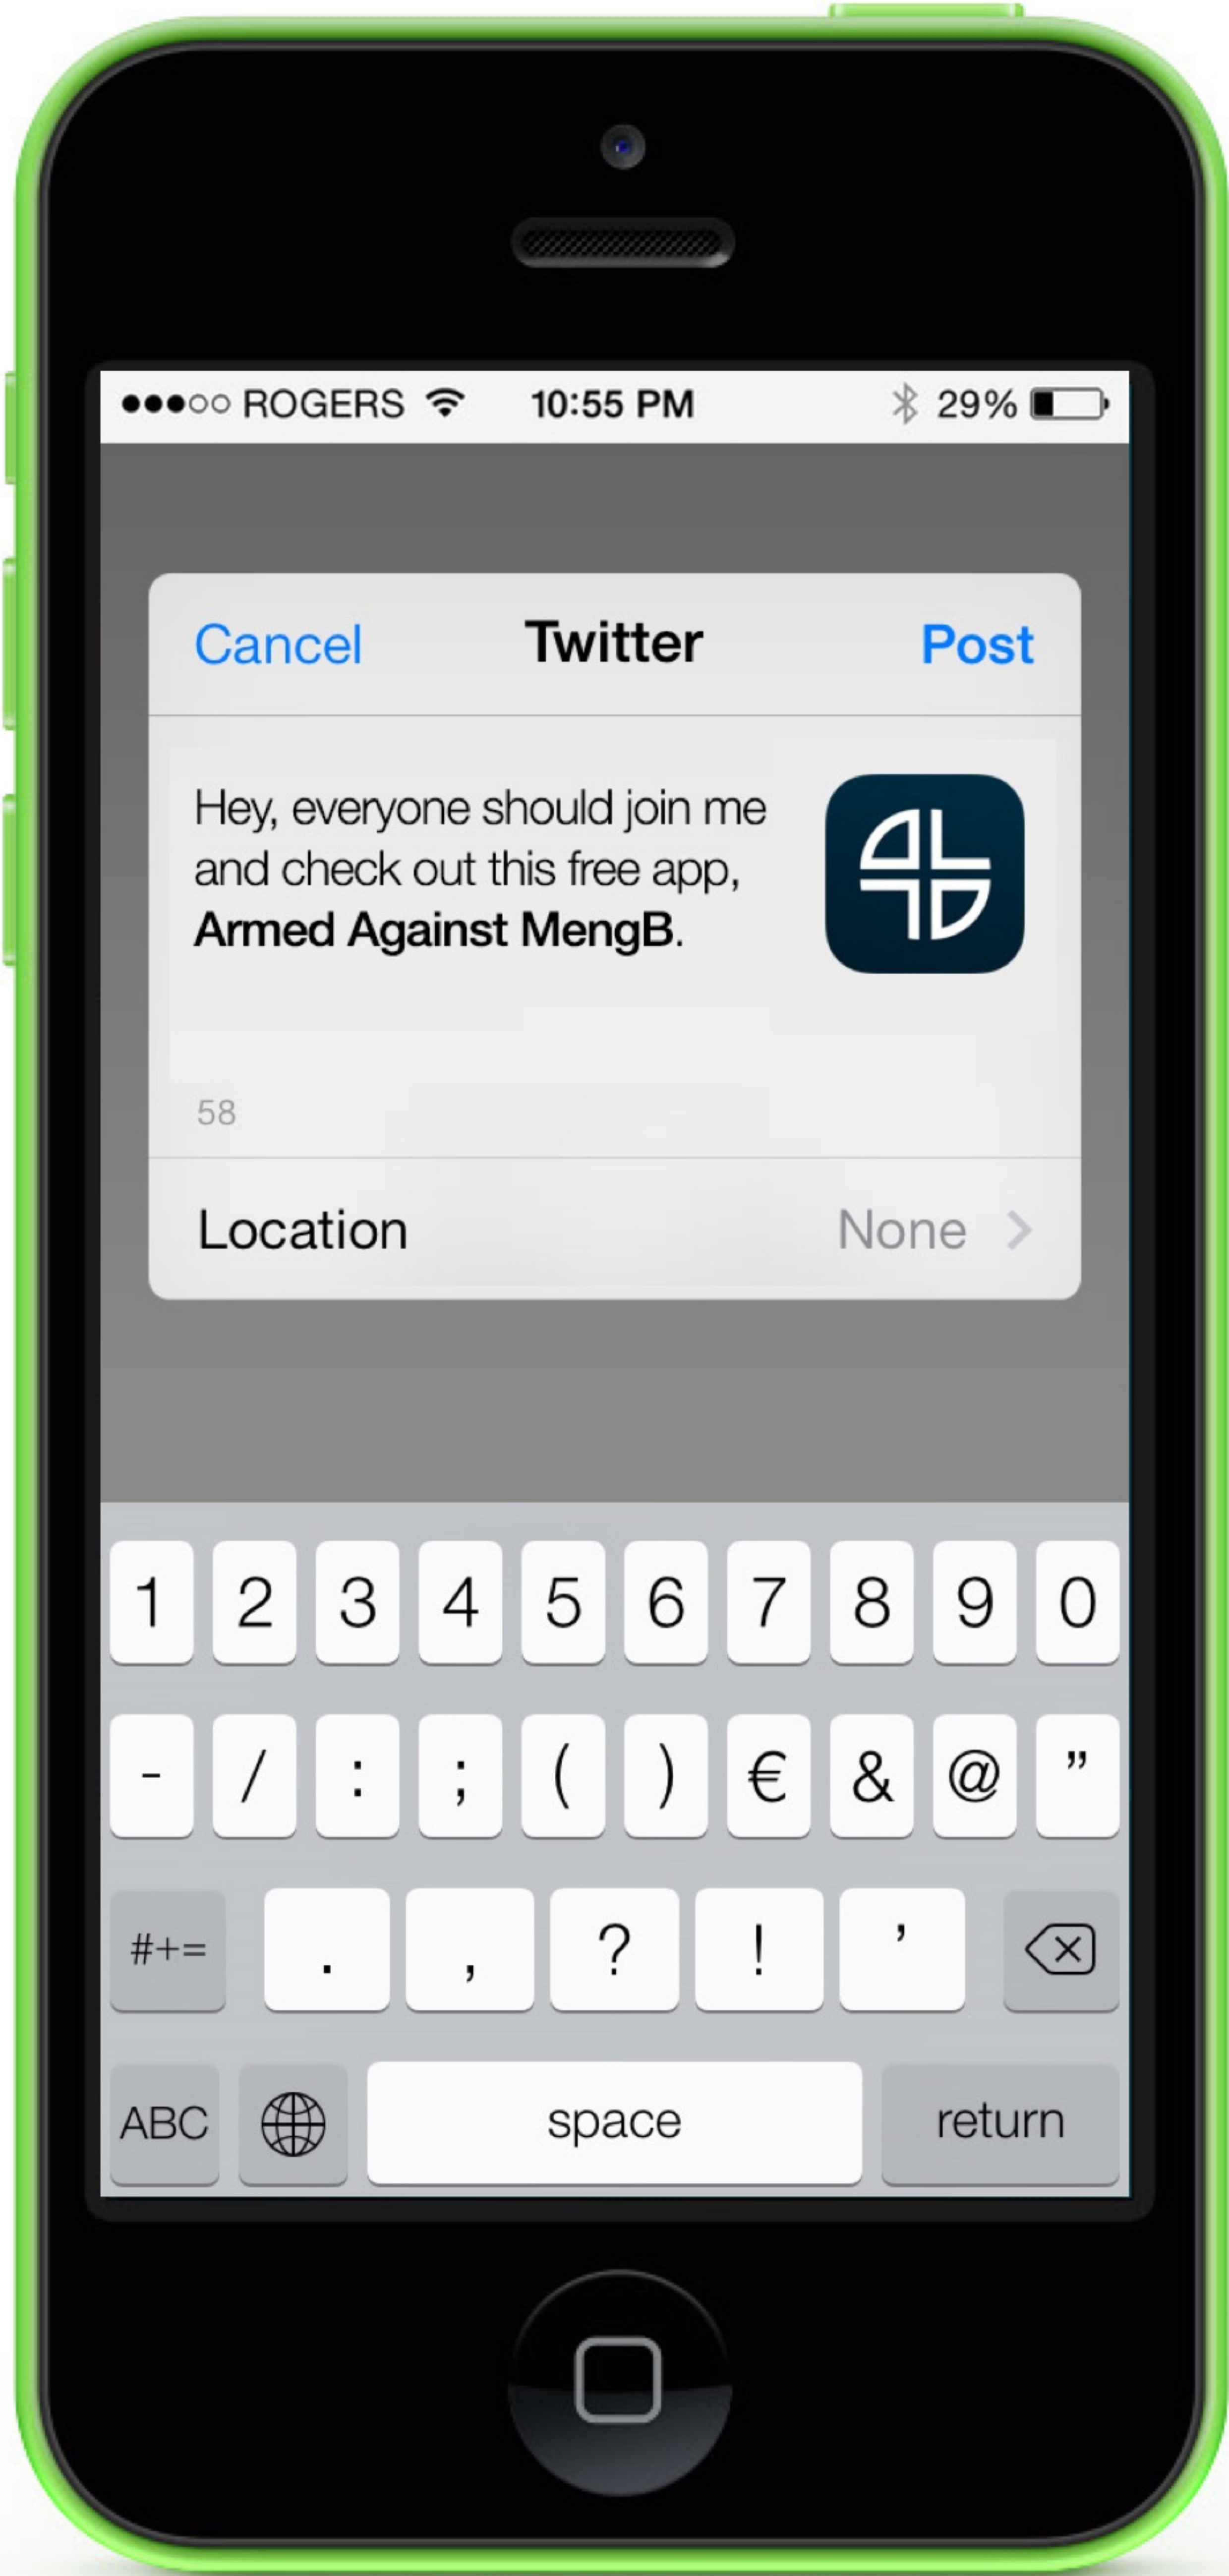 ROGERS 10:55 PM 29%
Cancel Twitter Post
Hey, everyone should join me
and check out this free app,
Armed Against MengB.
58
Location None
1 2 3 4 5 6 7 8 9 0
- / : ; ( ) € & @ ”
#+= . , ? ! ’
ABC space return